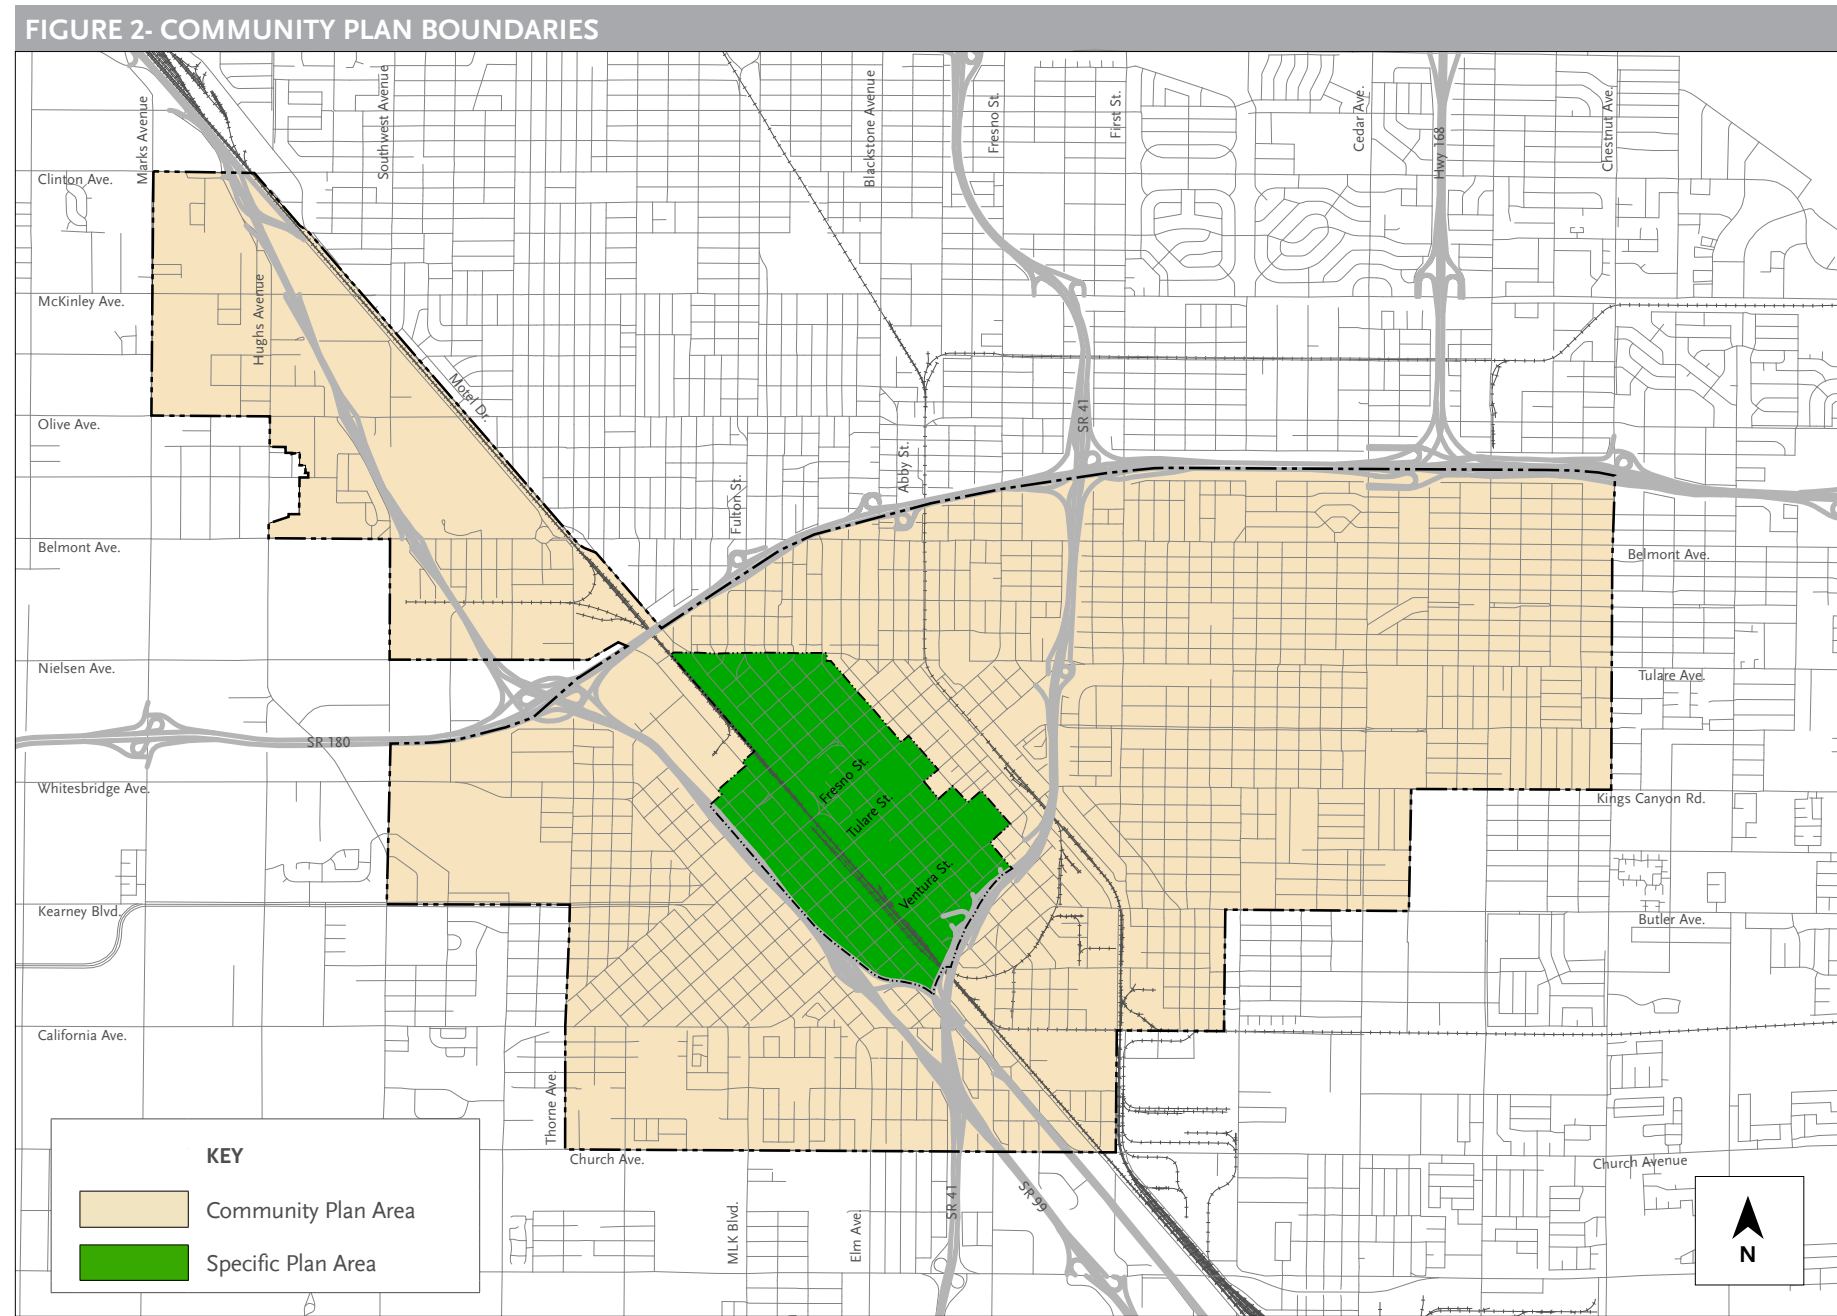 FIGURE 2- COMMUNITY PLAN BOUNDARIES
Marks Avenue
Southwest Avenue
Blackstone Avenue
Fresno St.
First St.
Cedar Ave.
Hwy 168
Chestnut Ave.
Clinton Ave.
McKinley Ave.
Hughs Avenue
Motel Dr.
Olive Ave.
SR 41
Abby St.
Fulton St.
Belmont Ave.
Belmont Ave.
Nielsen Ave.
Tulare Ave.
SR 180
Whitesbridge Ave.
Fresno St.
Tulare St.
Kings Canyon Rd.
Ventura St.
Kearney Blvd.
Butler Ave.
California Ave.
Thorne Ave.
Church Ave.
Church Avenue
MLK Blvd.
Elm Ave.
SR 41
SR 99
KEY
Community Plan Area
Specific Plan Area
N